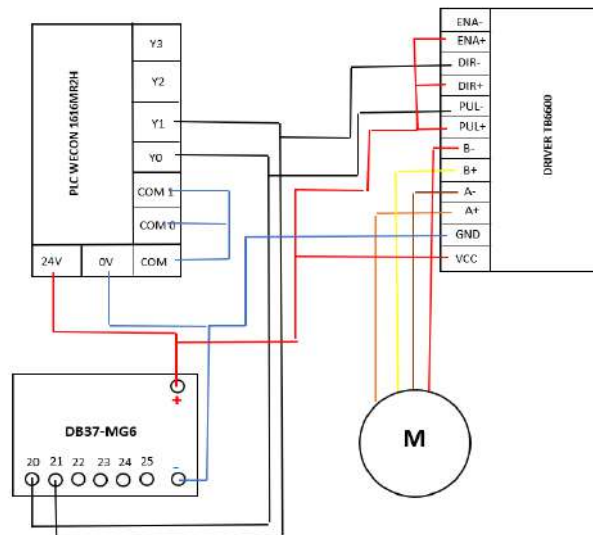 PLC WECON 1616MR2H
Y3
Y2
Y1
Y0
COM 1
COM 0
24V 0V COM
ENA-
ENA+
DIR-
DIR+
PUL-
PUL+
B-
B+
A-
A+
GND
VCC
DRIVER TB6600
+
DB37-MG6
20 21 22 23 24 25 -
M